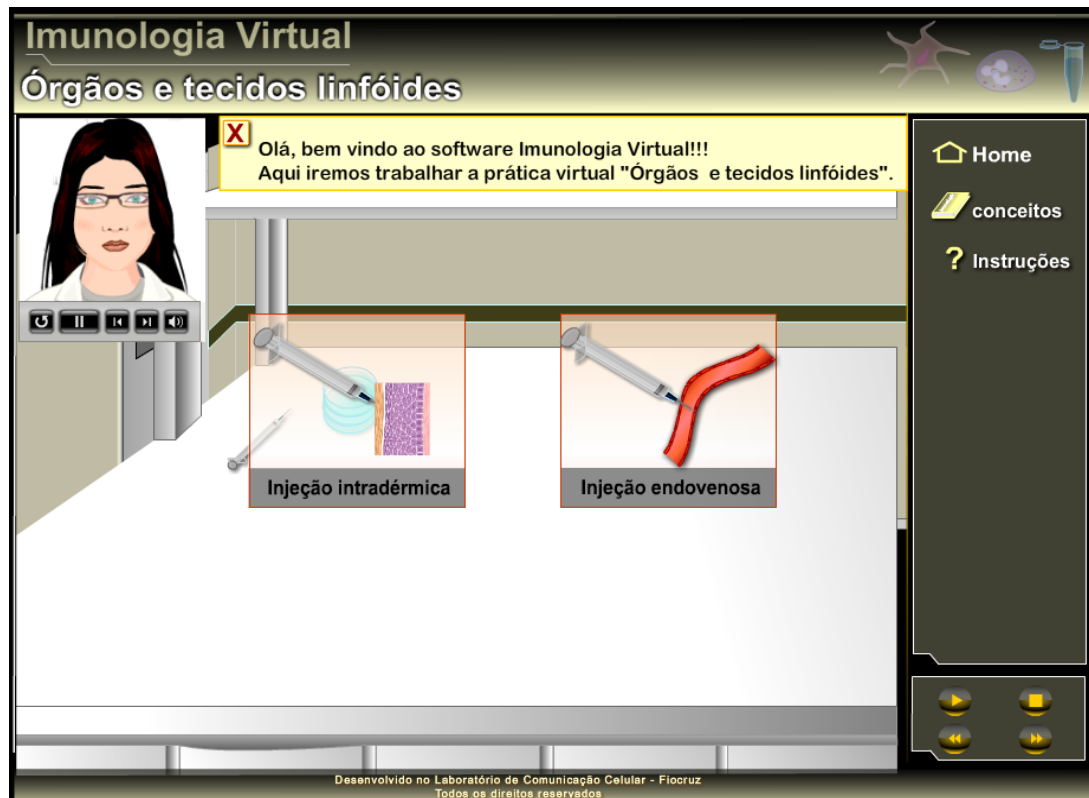 Imunologia Virtual
Órgãos e tecidos linfóides
X
Olá, bem vindo ao software Imunologia Virtual!!!
Aqui iremos trabalhar a prática virtual "Órgãos e tecidos linfóides".
Home
conceitos
? Instruções
Injeção intradérmica
Injeção endovenosa
Desenvolvido no Laboratório de Comunicação Celular - Fiocruz
Todos os direitos reservados